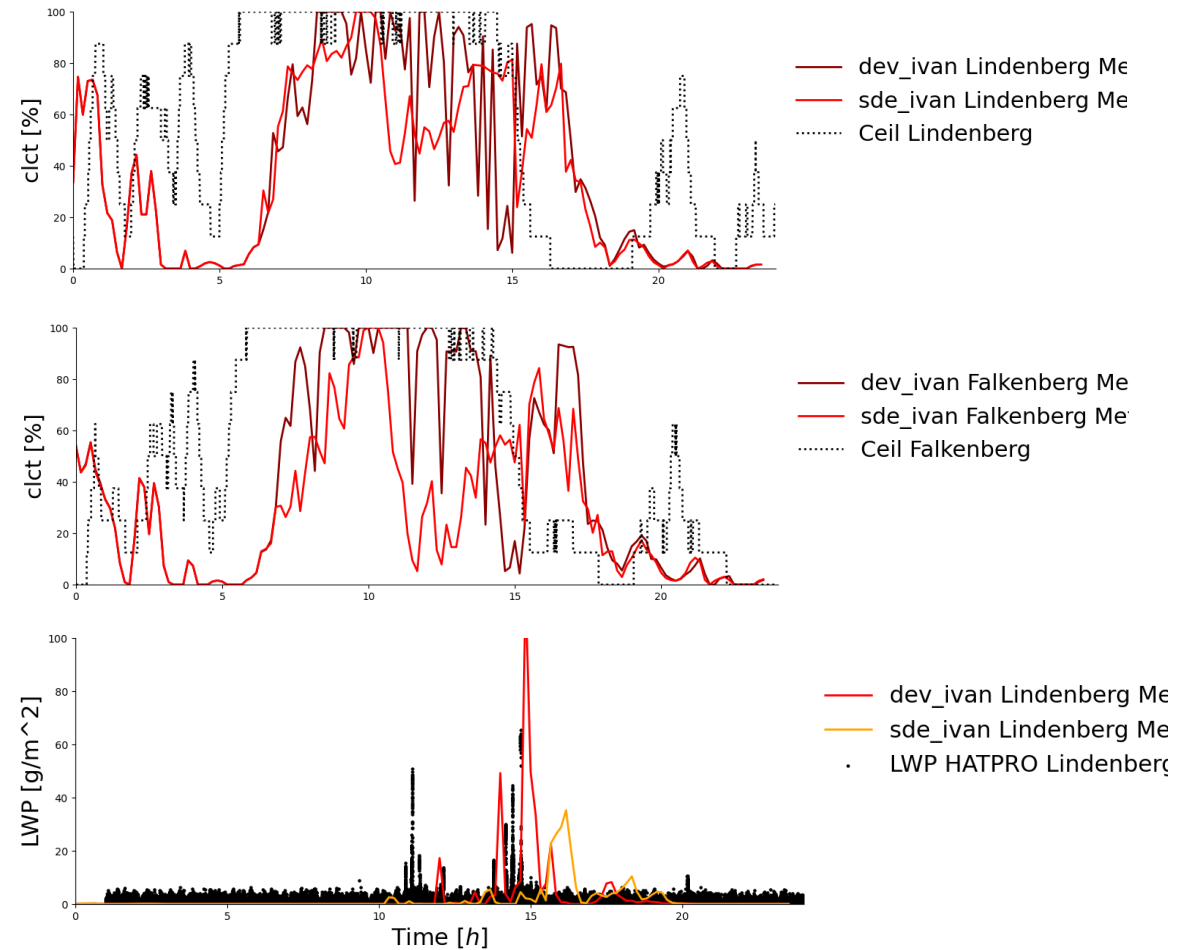 100
80
60
40
20
0
clct [%]
0 5 10 15 20
dev_ivan Lindenberg Me
sde_ivan Lindenberg Me
Ceil Lindenberg
100
80
60
40
20
0
clct [%]
0 5 10 15 20
dev_ivan Falkenberg Me
sde_ivan Falkenberg Me
Ceil Falkenberg
100
80
60
40
20
0
LWP [g/m^2]
0 5 10 15 20
Time [h]
dev_ivan Lindenberg Me
sde_ivan Lindenberg Me
LWP HATPRO Lindenberg